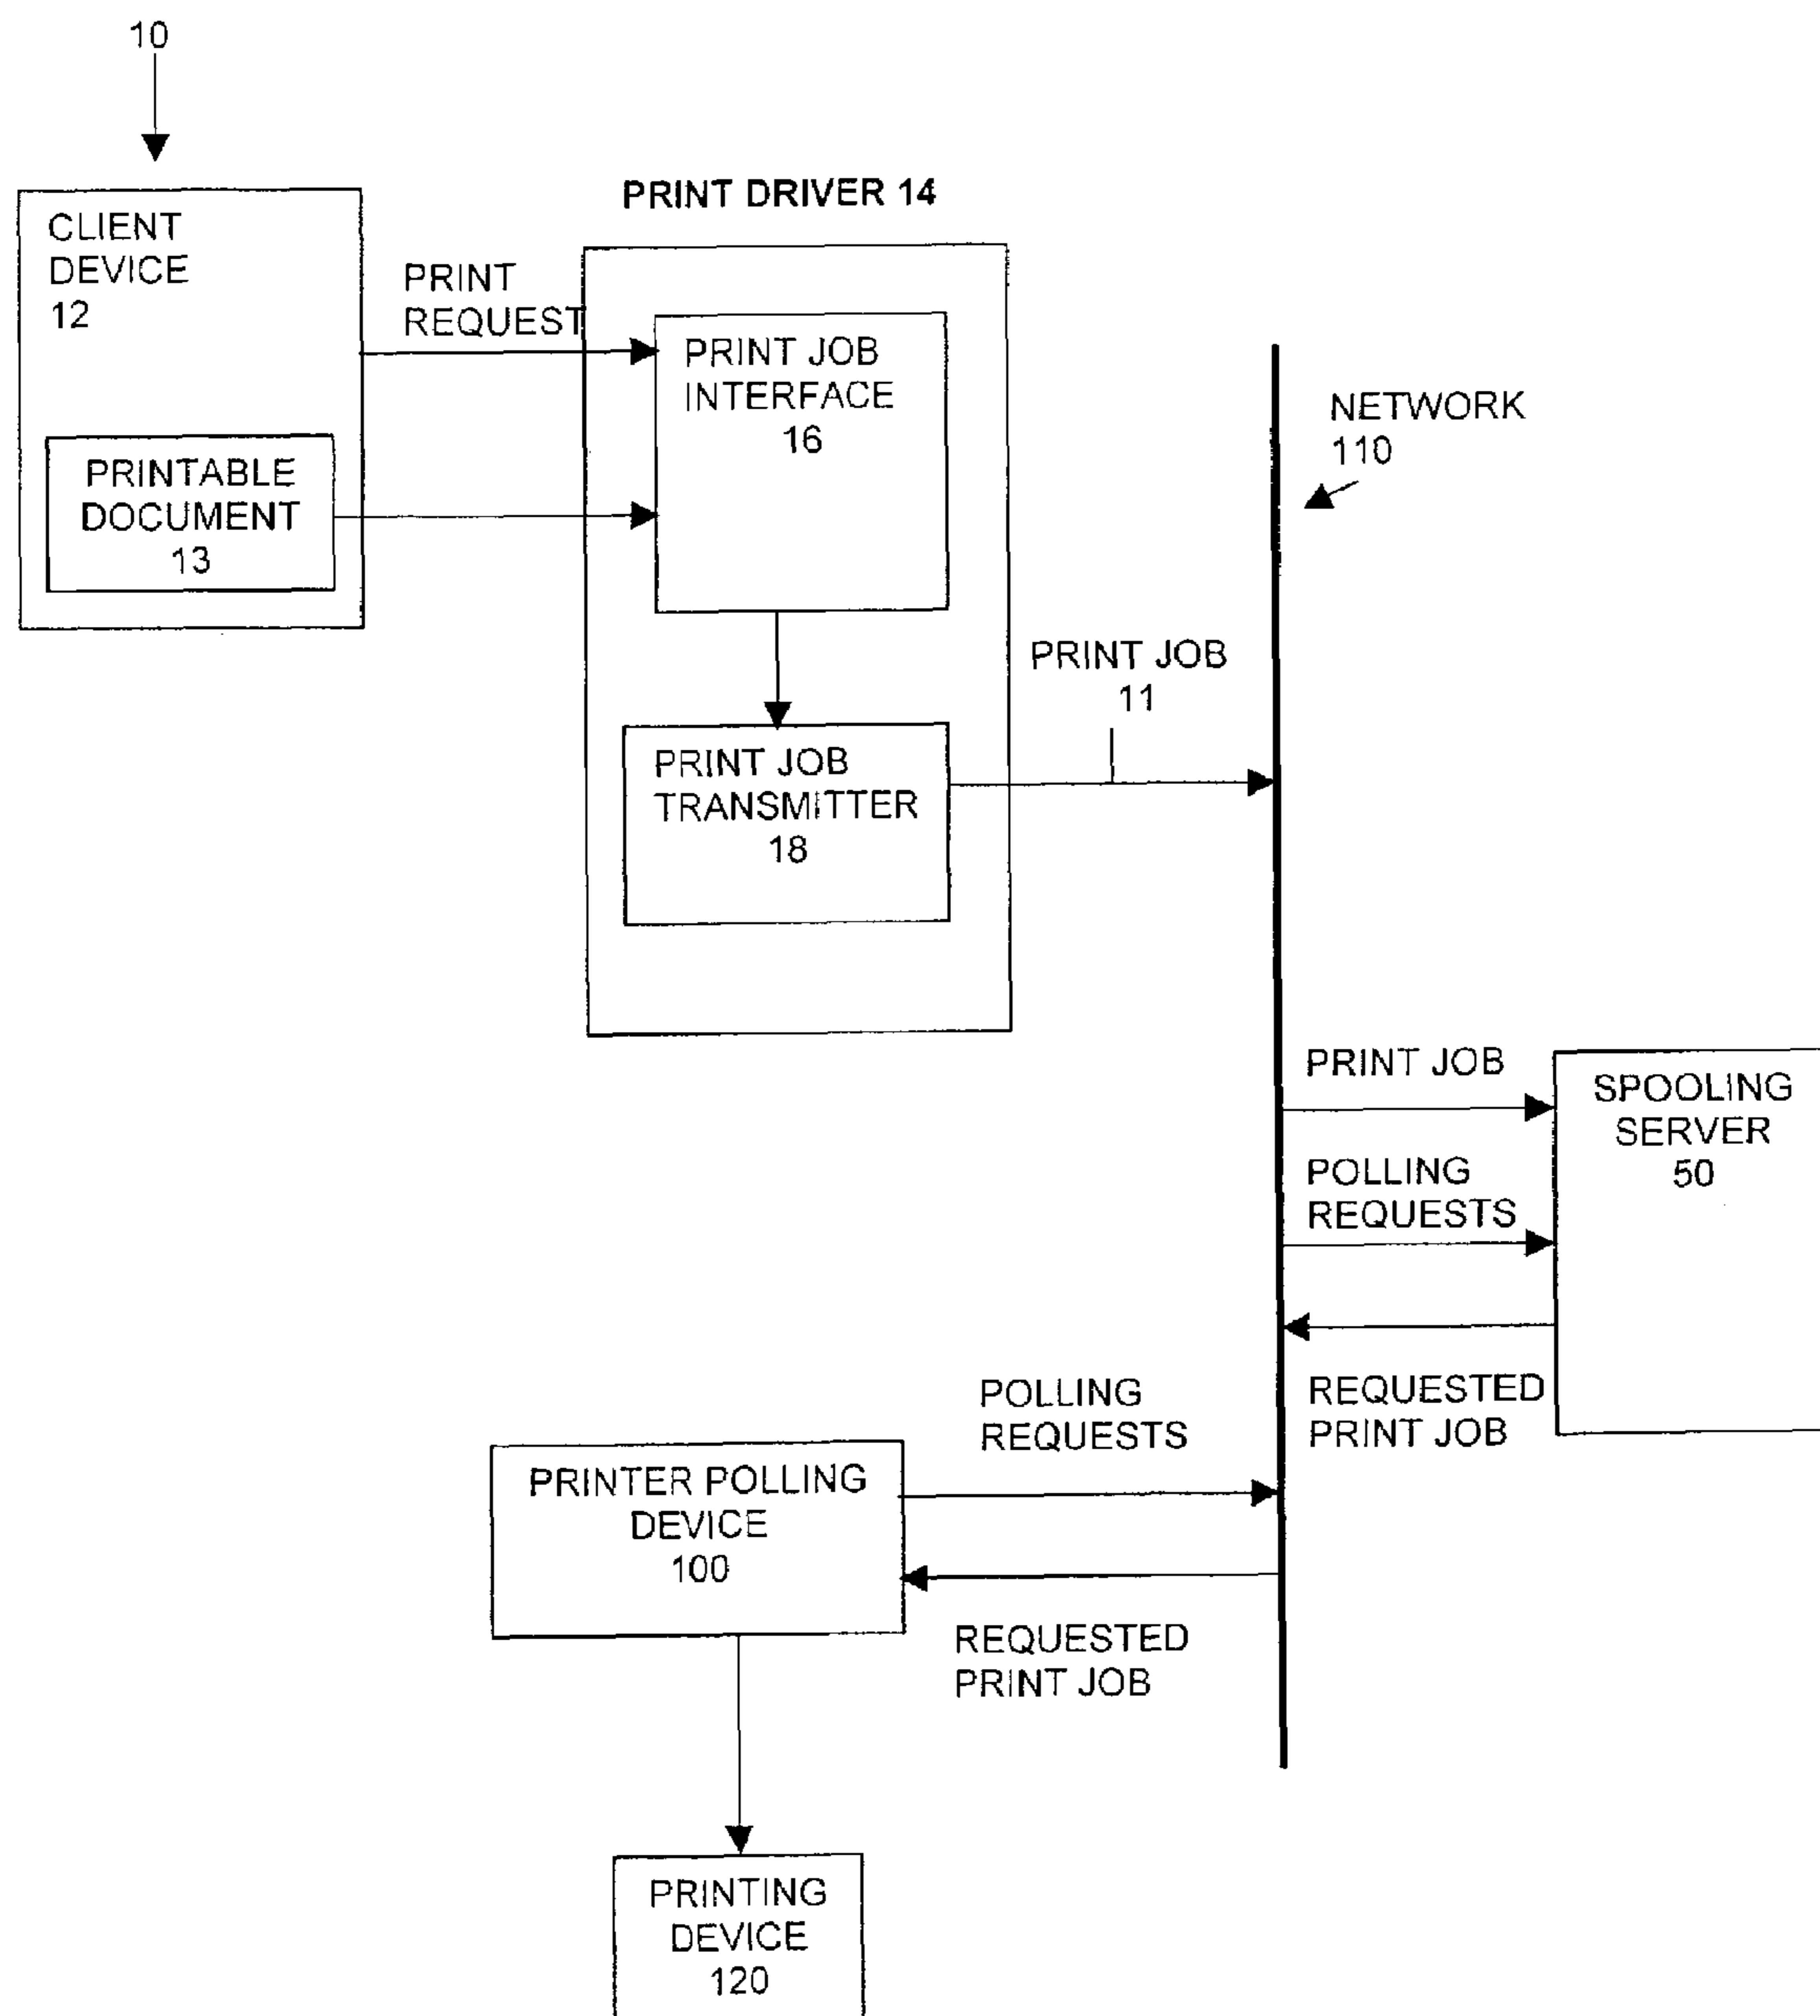 10
CLIENT
DEVICE
12
PRINTABLE
DOCUMENT
13
PRINT
REQUEST
PRINT DRIVER 14
PRINT JOB
INTERFACE
16
PRINT JOB
TRANSMITTER
18
PRINT JOB
11
NETWORK
110
PRINT JOB
POLLING
REQUESTS
REQUESTED
PRINT JOB
SPOOLING
SERVER
50
POLLING
REQUESTS
PRINTER POLLING
DEVICE
100
REQUESTED
PRINT JOB
PRINTING
DEVICE
120